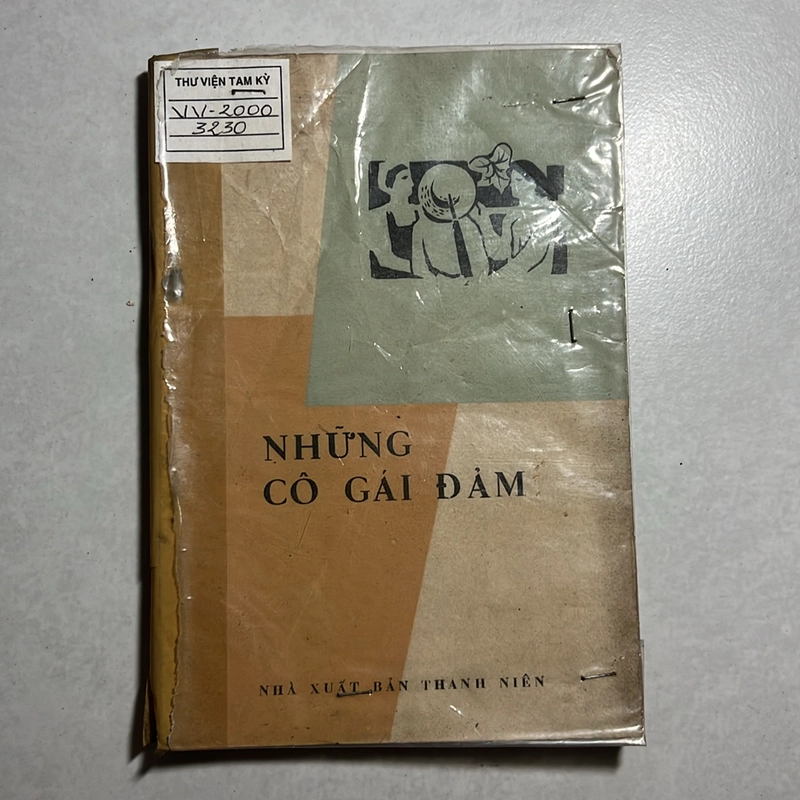 THƯ VIỆN TAM KỲ
VV-2000
3230
NHỮNG
CÔ GÁI ĐẢM
NHÀ XUẤT BẢN THANH NIÊN